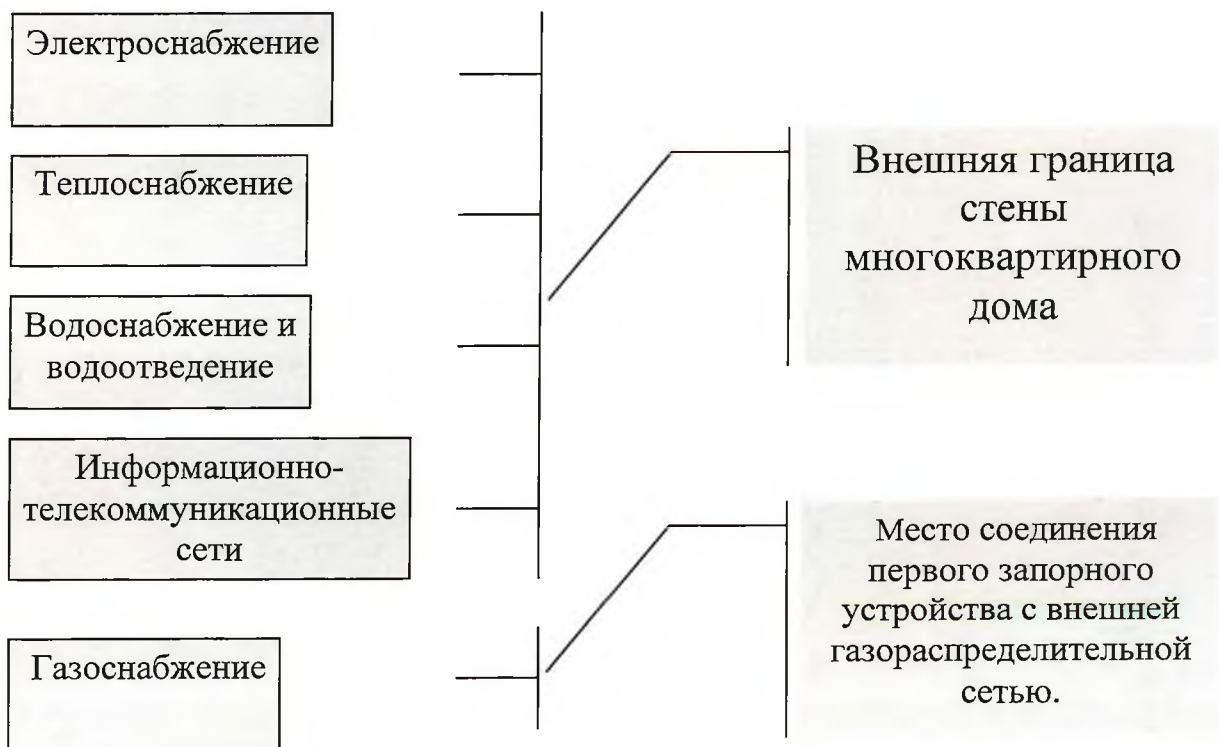 Электроснабжение
Теплоснабжение
Водоснабжение и
водоотведение
Информационно-
телекоммуникационные
сети
Газоснабжение
Внешняя граница
стены
многоквартирного
дома
Место соединения
первого запорного
устройства с внешней
газораспределительной
сетью.